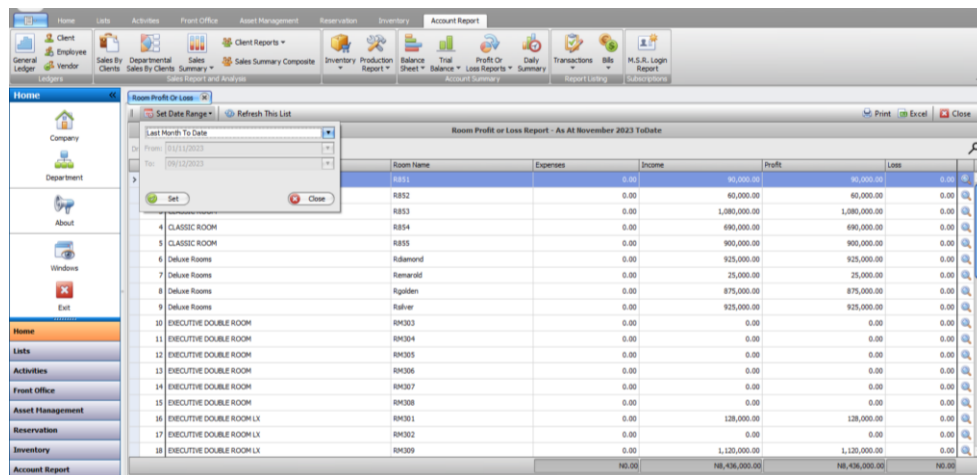 Home Lists Activities Front Office Asset Management Reservation Inventory Account Report
General Ledger
Client
Employee
Vendor
Ledgers
Sales By Clients
Departmental Sales By Clients
Sales Summary
Client Reports
Sales Summary Composite
Sales Report and Analysis
Inventory
Production Report
Balance Sheet
Trial Balance
Profit Or Loss Reports
Daily Summary
Account Summary
Transactions
Bills
Report Listing
M.S.R. Login Report
Subscriptions
Home
Company
Department
About
Windows
Exit
Home
Lists
Activities
Front Office
Asset Management
Reservation
Inventory
Account Report
Room Profit Or Loss
Set Date Range Refresh This List Print Excel Close
Room Profit or Loss Report - As At November 2023 ToDate
Last Month To Date
From: 01/11/2023
To: 09/12/2023
Set Close
Room Name Expenses Income Profit Loss
R851 0.00 90,000.00 90,000.00 0.00
R852 0.00 60,000.00 60,000.00 0.00
3 CLASSIC ROOM R853 0.00 1,080,000.00 1,080,000.00 0.00
4 CLASSIC ROOM R854 0.00 690,000.00 690,000.00 0.00
5 CLASSIC ROOM R855 0.00 900,000.00 900,000.00 0.00
6 Deluxe Rooms Rdiamond 0.00 925,000.00 925,000.00 0.00
7 Deluxe Rooms Remarold 0.00 25,000.00 25,000.00 0.00
8 Deluxe Rooms Rgolden 0.00 875,000.00 875,000.00 0.00
9 Deluxe Rooms Rsilver 0.00 925,000.00 925,000.00 0.00
10 EXECUTIVE DOUBLE ROOM RM303 0.00 0.00 0.00 0.00
11 EXECUTIVE DOUBLE ROOM RM304 0.00 0.00 0.00 0.00
12 EXECUTIVE DOUBLE ROOM RM305 0.00 0.00 0.00 0.00
13 EXECUTIVE DOUBLE ROOM RM306 0.00 0.00 0.00 0.00
14 EXECUTIVE DOUBLE ROOM RM307 0.00 0.00 0.00 0.00
15 EXECUTIVE DOUBLE ROOM RM308 0.00 0.00 0.00 0.00
16 EXECUTIVE DOUBLE ROOM LX RM301 0.00 128,000.00 128,000.00 0.00
17 EXECUTIVE DOUBLE ROOM LX RM302 0.00 0.00 0.00 0.00
18 EXECUTIVE DOUBLE ROOM LX RM309 0.00 1,120,000.00 1,120,000.00 0.00
N0.00 N8,436,000.00 N8,436,000.00 N0.00